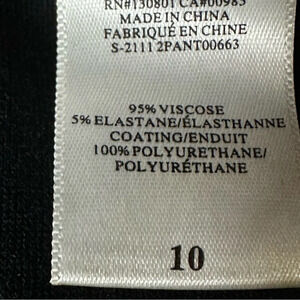 RN#130801 CA#00985
MADE IN CHINA
FABRIQUÉ EN CHINE
S-2111 2PANT00663
95% VISCOSE
5% ELASTANE/ÉLASTHANNE
COATING/ENDUIT
100% POLYURETHANE/
POLYURÉTHANE
10